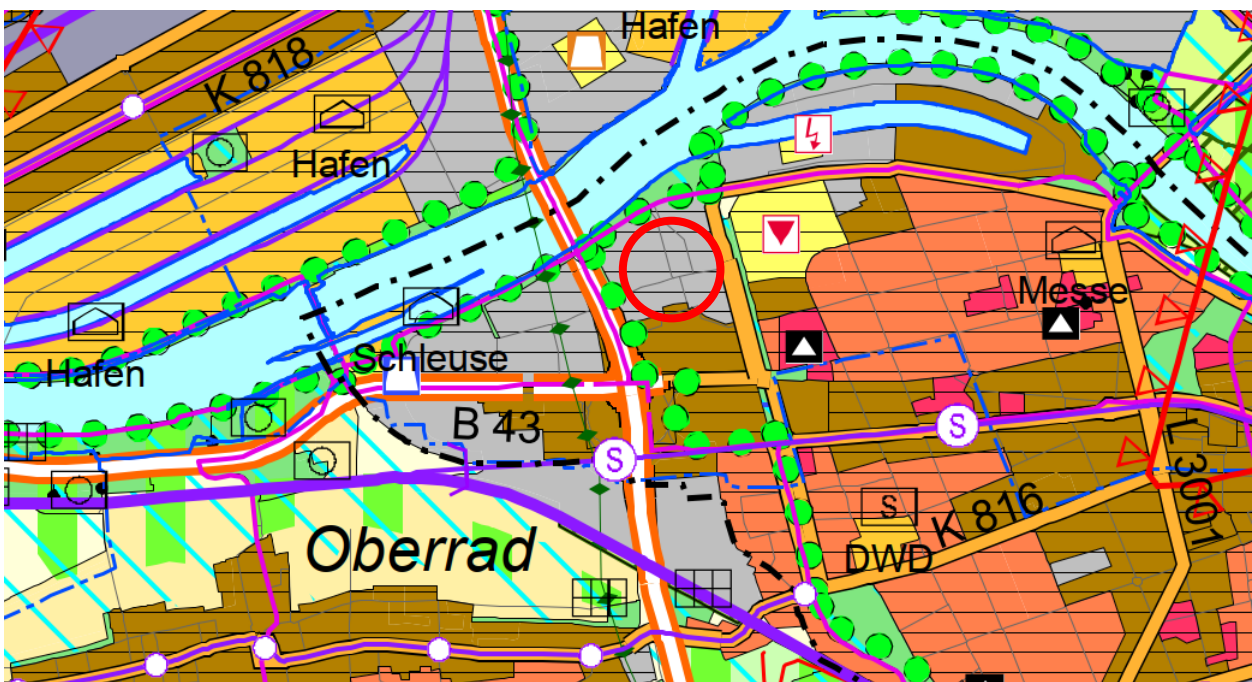 Hafen
K 818
Hafen
Messe
Hafen
Schleuse
B 43
S
S
L 3001
S
K 816
Oberrad
DWD